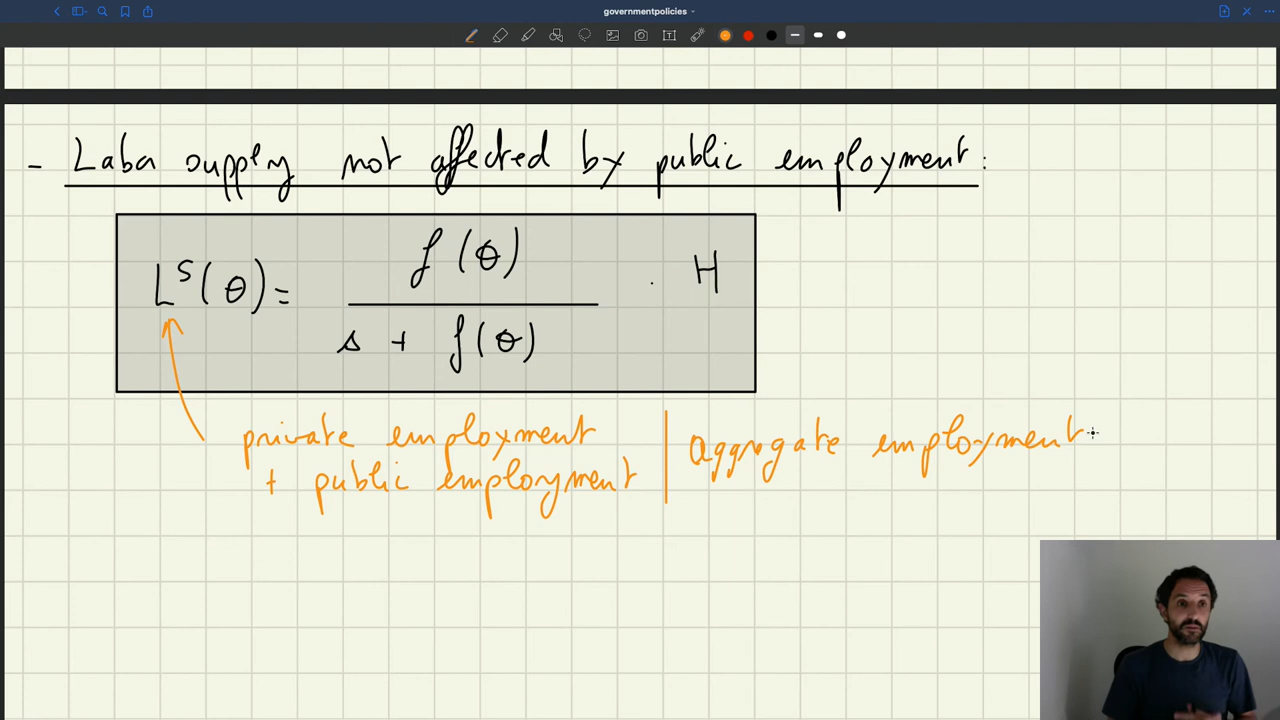 governmentpolicies
- Labor supply not affected by public employment:
L^S(θ) = f(θ) / (s + f(θ)) · H
private employment | aggregate employment
+ public employment